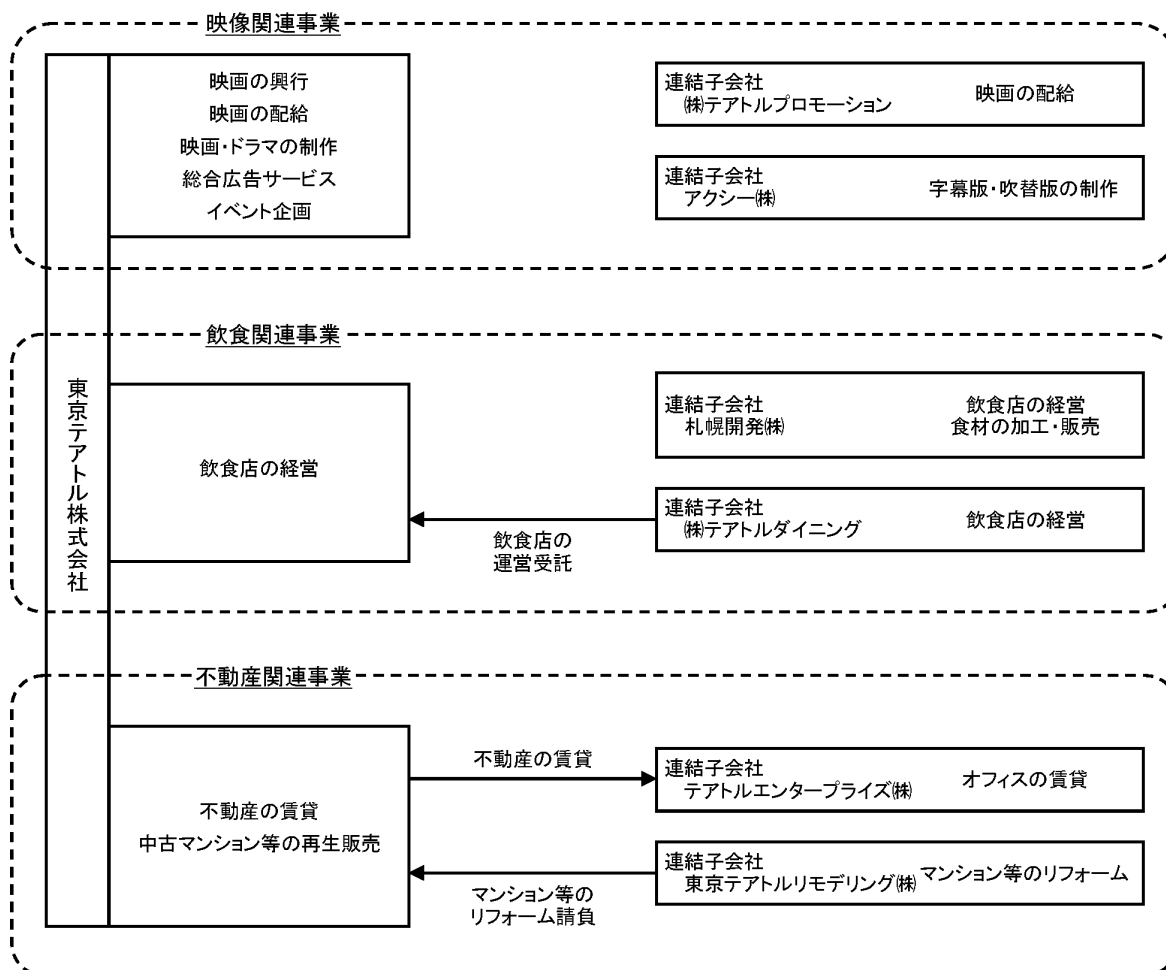 映像関連事業
映画の興行
映画の配給
映画・ドラマの制作
総合広告サービス
イベント企画
連結子会社
㈱テアトルプロモーション
映画の配給
連結子会社
アクシー㈱
字幕版・吹替版の制作
東京テアトル株式会社
飲食関連事業
飲食店の経営
連結子会社
札幌開発㈱
飲食店の経営
食材の加工・販売
連結子会社
㈱テアトルダイニング
飲食店の経営
飲食店の
運営受託
不動産関連事業
不動産の賃貸
中古マンション等の再生販売
不動産の賃貸
連結子会社
テアトルエンタープライズ㈱
オフィスの賃貸
連結子会社
東京テアトルリモデリング㈱
マンション等のリフォーム
マンション等の
リフォーム請負